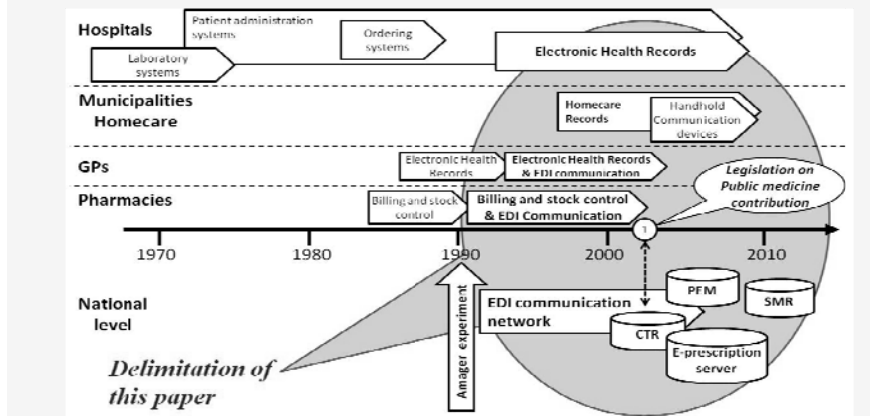 Hospitals
Patient administration
systems
Ordering
systems
Laboratory
systems
Electronic Health Records
Municipalities
Homecare
Homecare
Records
Handhold
Communication
devices
GPs
Electronic Health
Records
Electronic Health Records
& EDI communication
Legislation on
Public medicine
contribution
Pharmacies
Billing and stock
control
Billing and stock control
& EDI Communication
1
1970
1980
1990
2000
2010
National
level
Amager experiment
EDI communication
network
PEM
SMR
CTR
E-prescription
server
Delimitation of
this paper